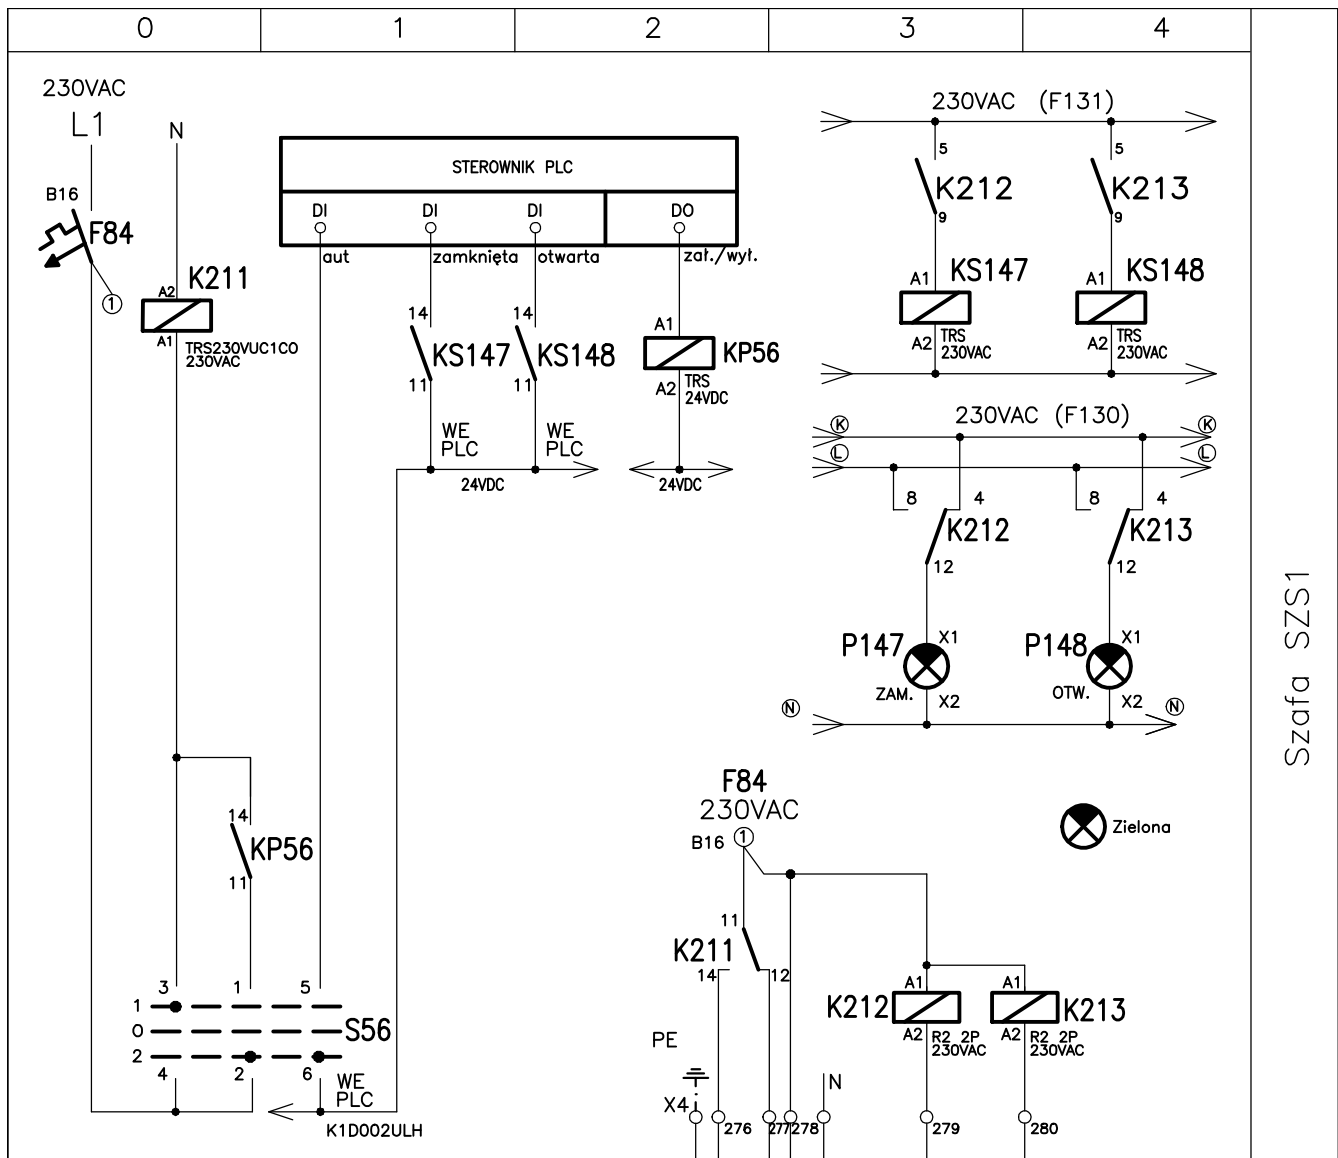 0 1 2 3 4
230VAC
L1
N
B16
F84
1
A2
K211
A1
TRS230VUC1CO
230VAC
STEROWNIK PLC
DI DI DI DO
aut zamknięta otwarta zał./wył.
14 14
KS147 KS148
11 11
A1
KP56
A2 TRS
24VDC
WE
PLC
WE
PLC
24VDC 24VDC
230VAC (F131)
5 5
K212 K213
9 9
A1 KS147 A1 KS148
A2 TRS
230VAC
A2 TRS
230VAC
230VAC (F130)
K K
L L
8 4 8 4
K212 K213
12 12
P147 X1 P148 X1
ZAM. X2 OTW. X2
N N
Zielona
Szafa SZS1
14
KP56
11
3 1 5
1
0 S56
2
4 2 6
WE
PLC
K1D002ULH
F84
230VAC
B16 1
11
K211
14 12
A1 A1
K212 K213
A2 R2 2P
230VAC
A2 R2 2P
230VAC
PE
N
X4
276 277 278 279 280